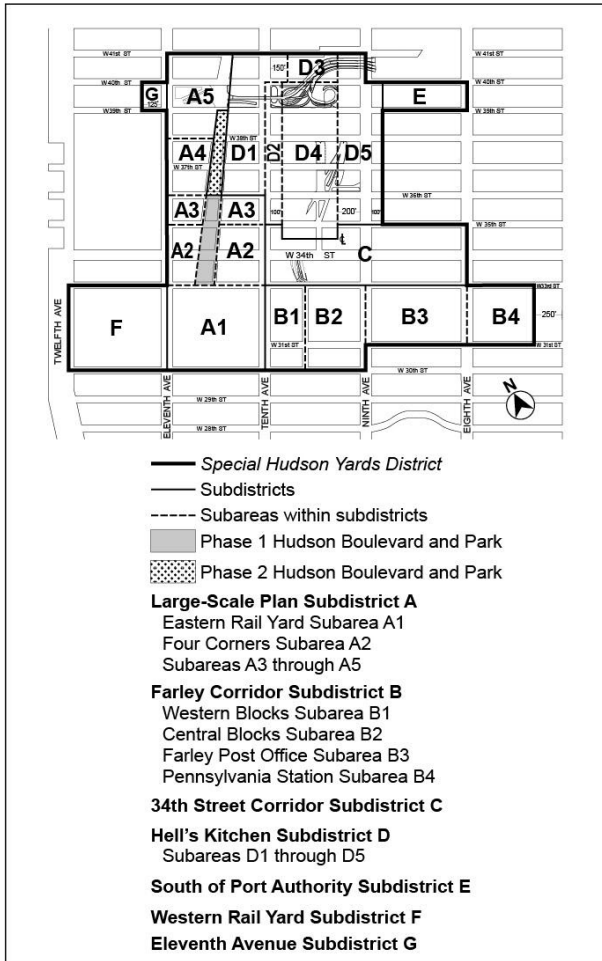 W 41st ST
W 41st ST
150'
D3
W 40th ST
W 40th ST
G
A5
E
125'
W 39th ST
W 39th ST
W 38th ST
A4
D1
D2
D4
D5
W 37th ST
W 36th ST
A3
A3
100'
200'
100'
W 35th ST
A2
A2
W 34th ST
C
W 33rd ST
TWELFTH AVE
F
A1
B1
B2
B3
B4
250'
W 31st ST
W 31st ST
W 30th ST
ELEVENTH AVE
TENTH AVE
NINTH AVE
EIGHTH AVE
N
W 29th ST
W 28th ST
Special Hudson Yards District
Subdistricts
Subareas within subdistricts
Phase 1 Hudson Boulevard and Park
Phase 2 Hudson Boulevard and Park
Large-Scale Plan Subdistrict A
Eastern Rail Yard Subarea A1
Four Corners Subarea A2
Subareas A3 through A5
Farley Corridor Subdistrict B
Western Blocks Subarea B1
Central Blocks Subarea B2
Farley Post Office Subarea B3
Pennsylvania Station Subarea B4
34th Street Corridor Subdistrict C
Hell's Kitchen Subdistrict D
Subareas D1 through D5
South of Port Authority Subdistrict E
Western Rail Yard Subdistrict F
Eleventh Avenue Subdistrict G